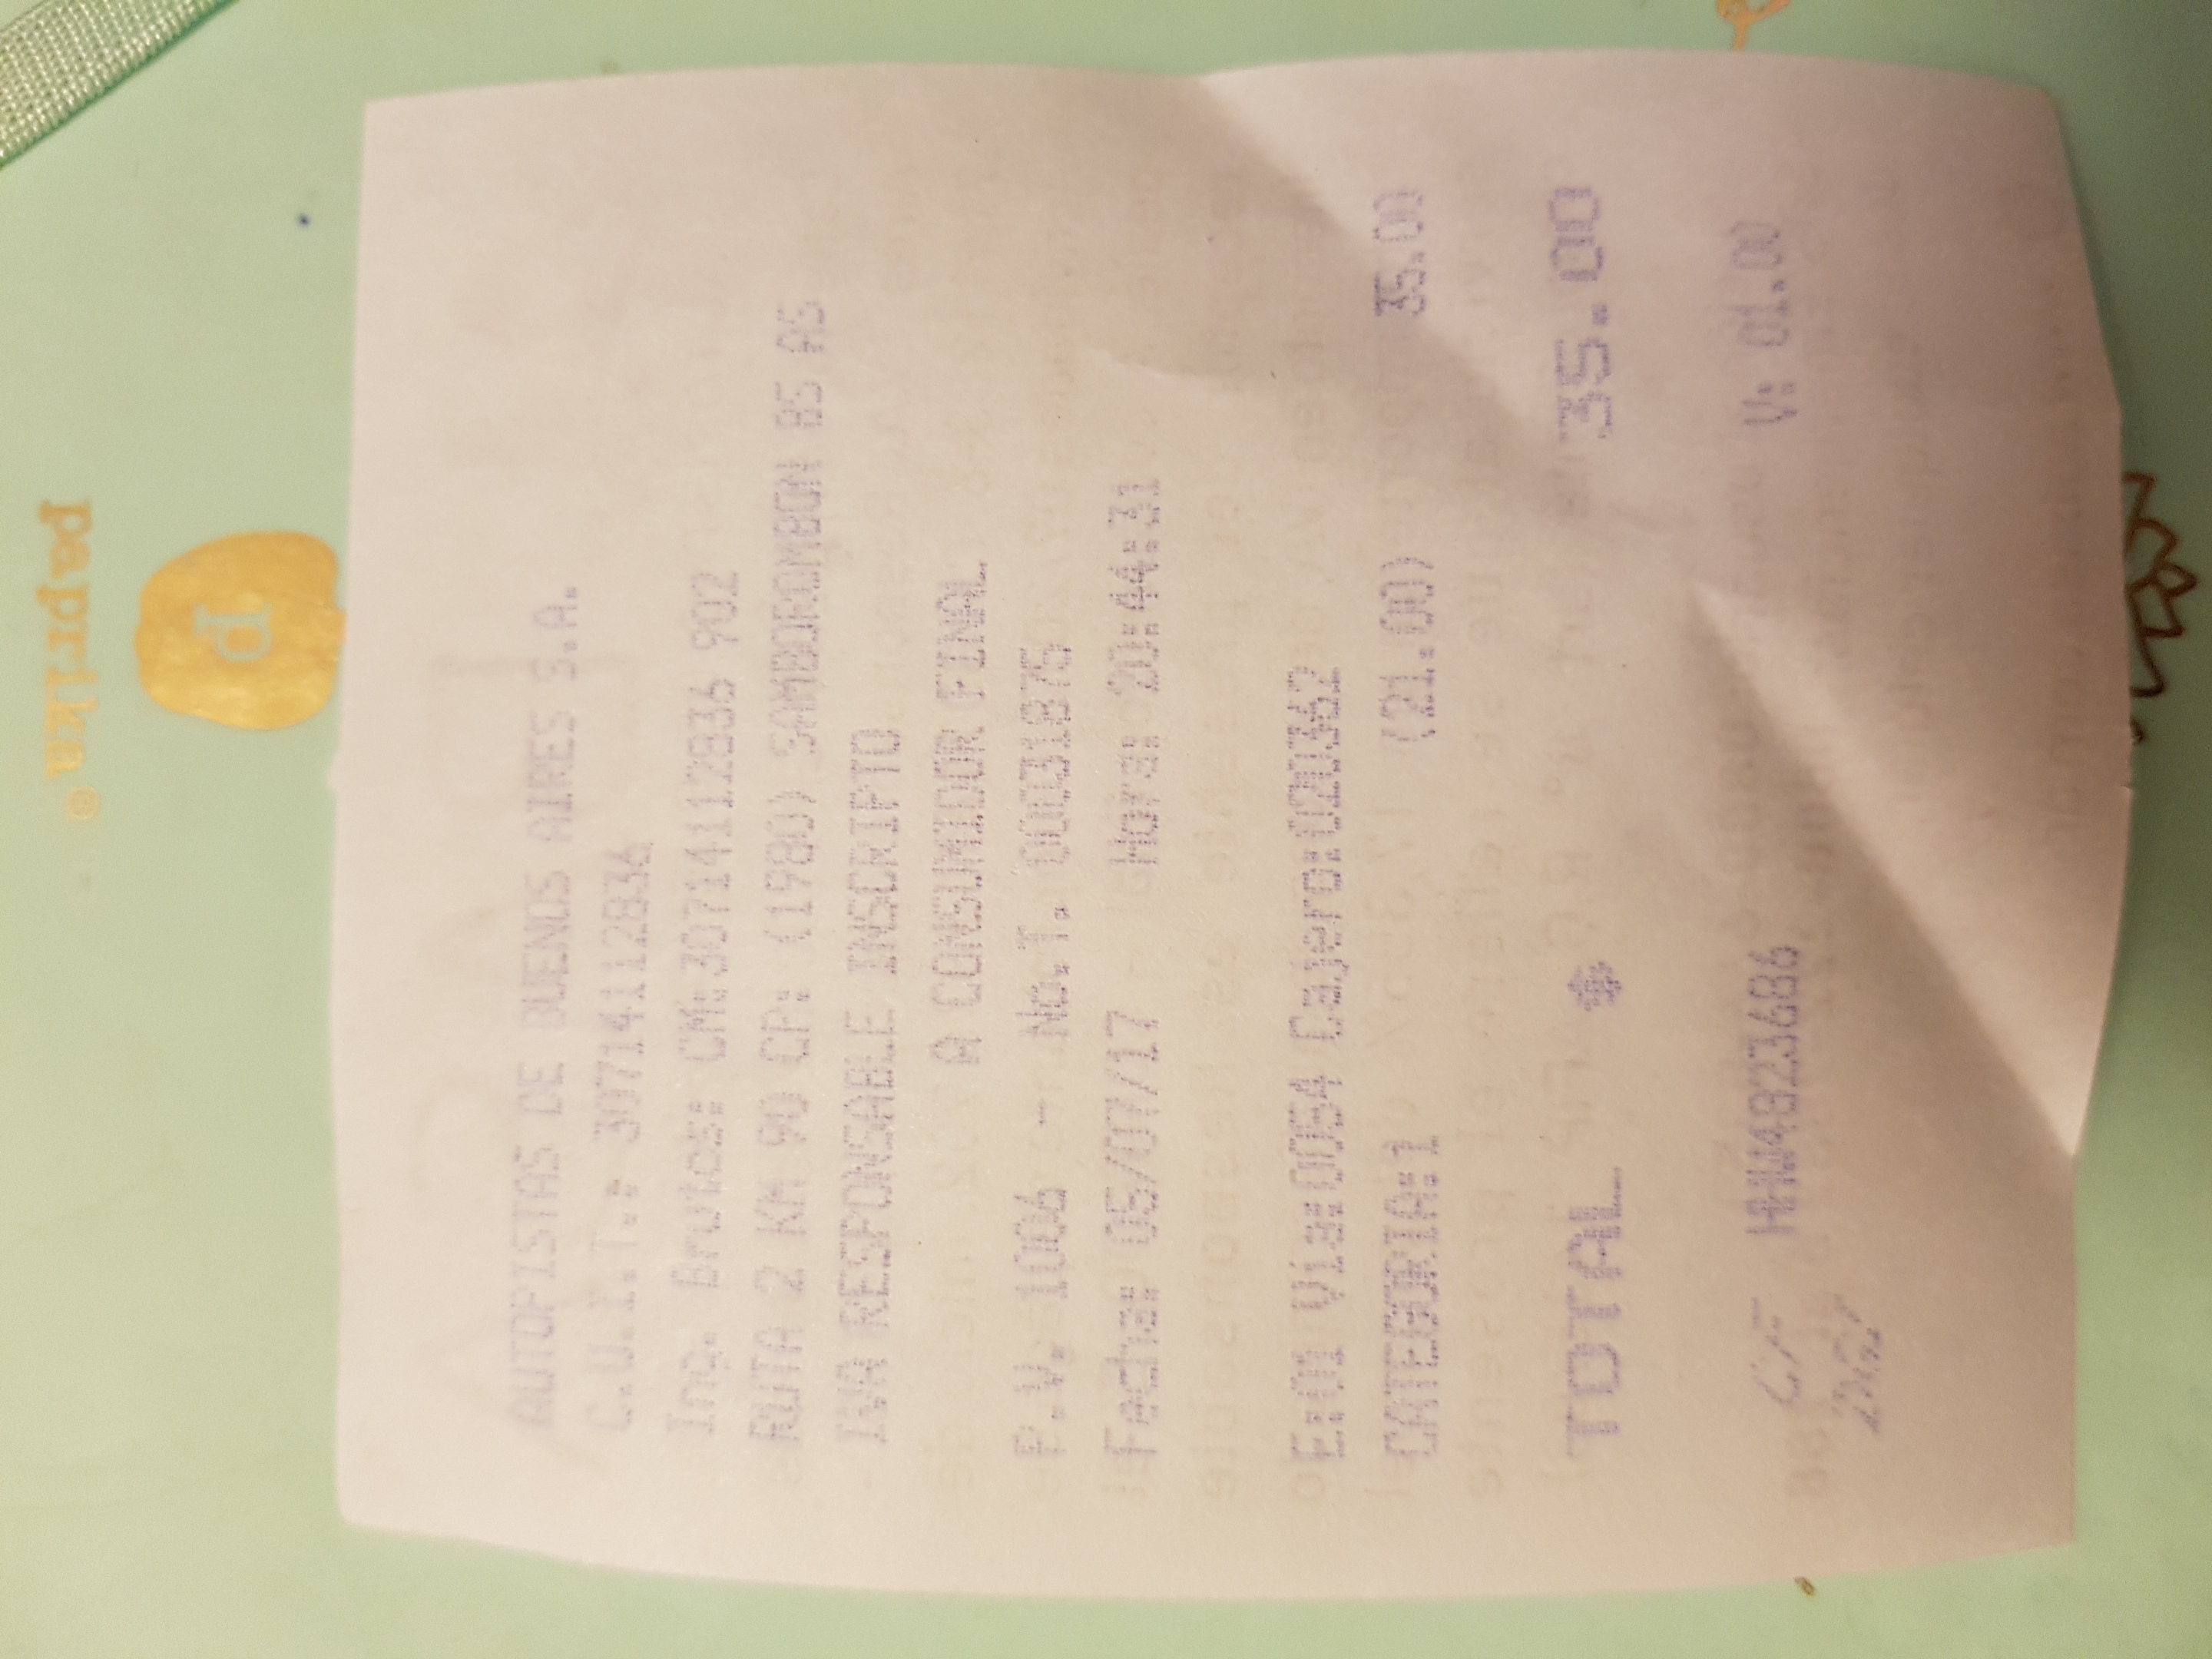 peprika®
p
AUTOPISTAS DE BUENOS AIRES S.A.
C.U.I.T.: 30714112836
Ing. Brutos: CM:30714112836 902
RUTA 2 KM 90 CP: (1980) SAMBOROMBON BS AS
IVA RESPONSABLE INSCRIPTO
A CONSUMIDOR FINAL
P.V. 1006 - No.T. 00031875
Fecha: 05/07/17 Hora: 20:44:31
Via:0054 Cajero:020362
CATEGORIA:1 (21.00) 35.00
TOTAL $ 35.00
CF HHW4823686 V: 01.00
DGI